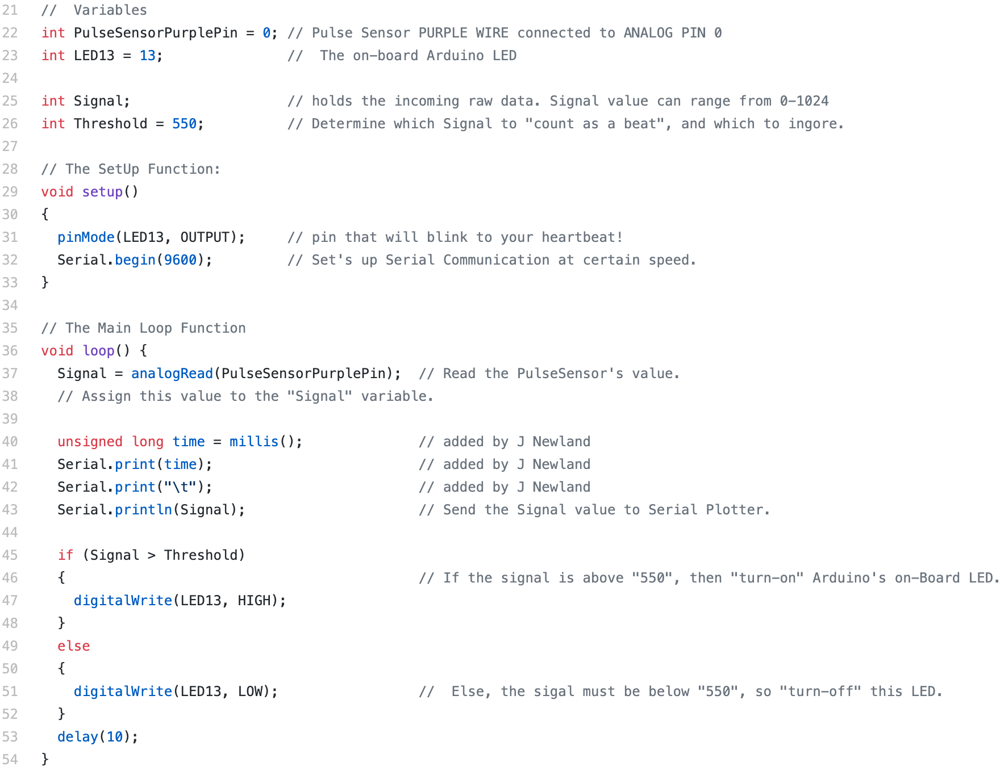 21 //  Variables
22 int PulseSensorPurplePin = 0; // Pulse Sensor PURPLE WIRE connected to ANALOG PIN 0
23 int LED13 = 13;               //  The on-board Arduino LED
24
25 int Signal;                   // holds the incoming raw data. Signal value can range from 0-1024
26 int Threshold = 550;          // Determine which Signal to "count as a beat", and which to ingore.
27
28 // The SetUp Function:
29 void setup()
30 {
31   pinMode(LED13, OUTPUT);     // pin that will blink to your heartbeat!
32   Serial.begin(9600);         // Set's up Serial Communication at certain speed.
33 }
34
35 // The Main Loop Function
36 void loop() {
37   Signal = analogRead(PulseSensorPurplePin);  // Read the PulseSensor's value.
38   // Assign this value to the "Signal" variable.
39
40   unsigned long time = millis();              // added by J Newland
41   Serial.print(time);                         // added by J Newland
42   Serial.print("\t");                         // added by J Newland
43   Serial.println(Signal);                     // Send the Signal value to Serial Plotter.
44
45   if (Signal > Threshold)
46   {                                           // If the signal is above "550", then "turn-on" Arduino's on-Board LED.
47     digitalWrite(LED13, HIGH);
48   }
49   else
50   {
51     digitalWrite(LED13, LOW);                 //  Else, the sigal must be below "550", so "turn-off" this LED.
52   }
53   delay(10);
54 }